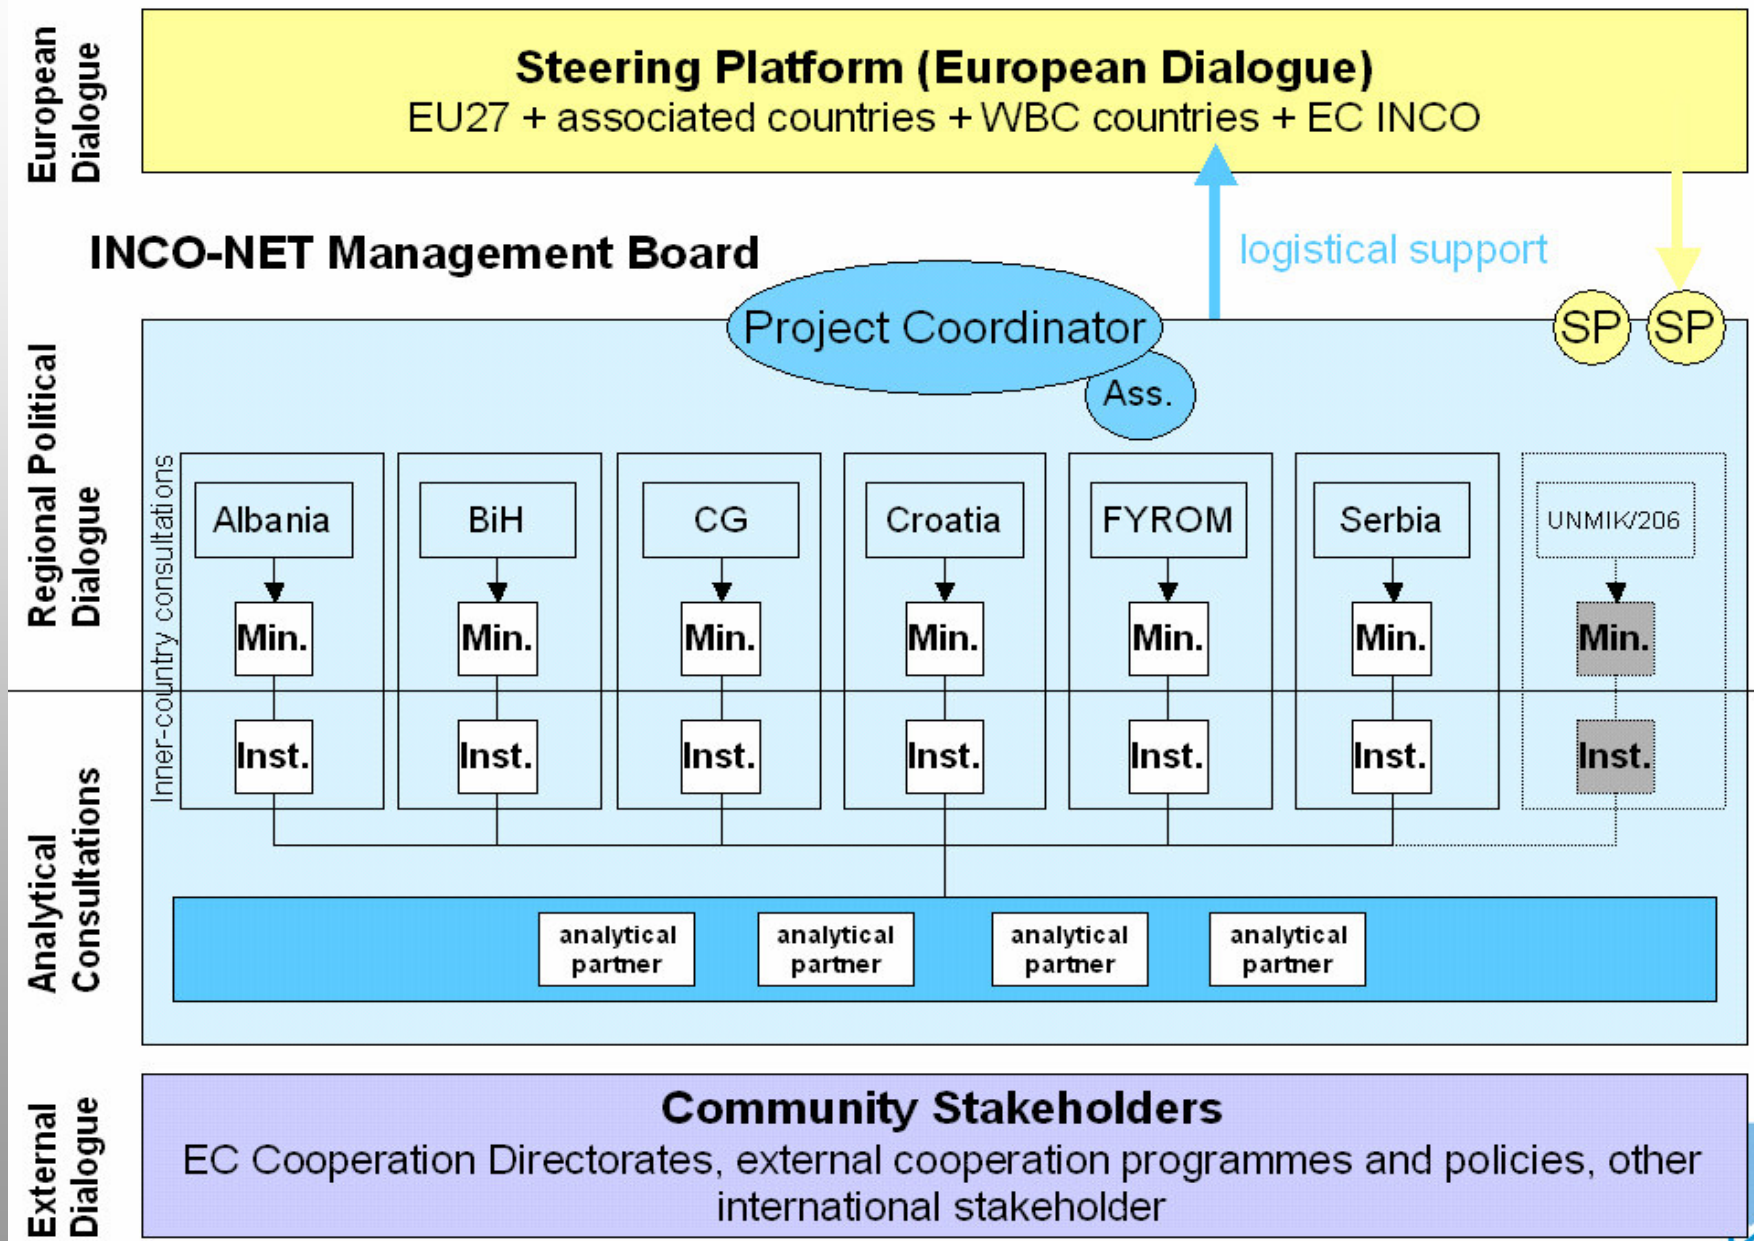 European
Dialogue
Steering Platform (European Dialogue)
EU27 + associated countries + WBC countries + EC INCO
INCO-NET Management Board
logistical support
Project Coordinator
Ass.
SP
SP
Regional Political
Dialogue
Inner-country consultations
Albania
BiH
CG
Croatia
FYROM
Serbia
UNMIK/206
Min.
Min.
Min.
Min.
Min.
Min.
Min.
Inst.
Inst.
Inst.
Inst.
Inst.
Inst.
Inst.
Analytical
Consultations
analytical
partner
analytical
partner
analytical
partner
analytical
partner
External
Dialogue
Community Stakeholders
EC Cooperation Directorates, external cooperation programmes and policies, other
international stakeholder